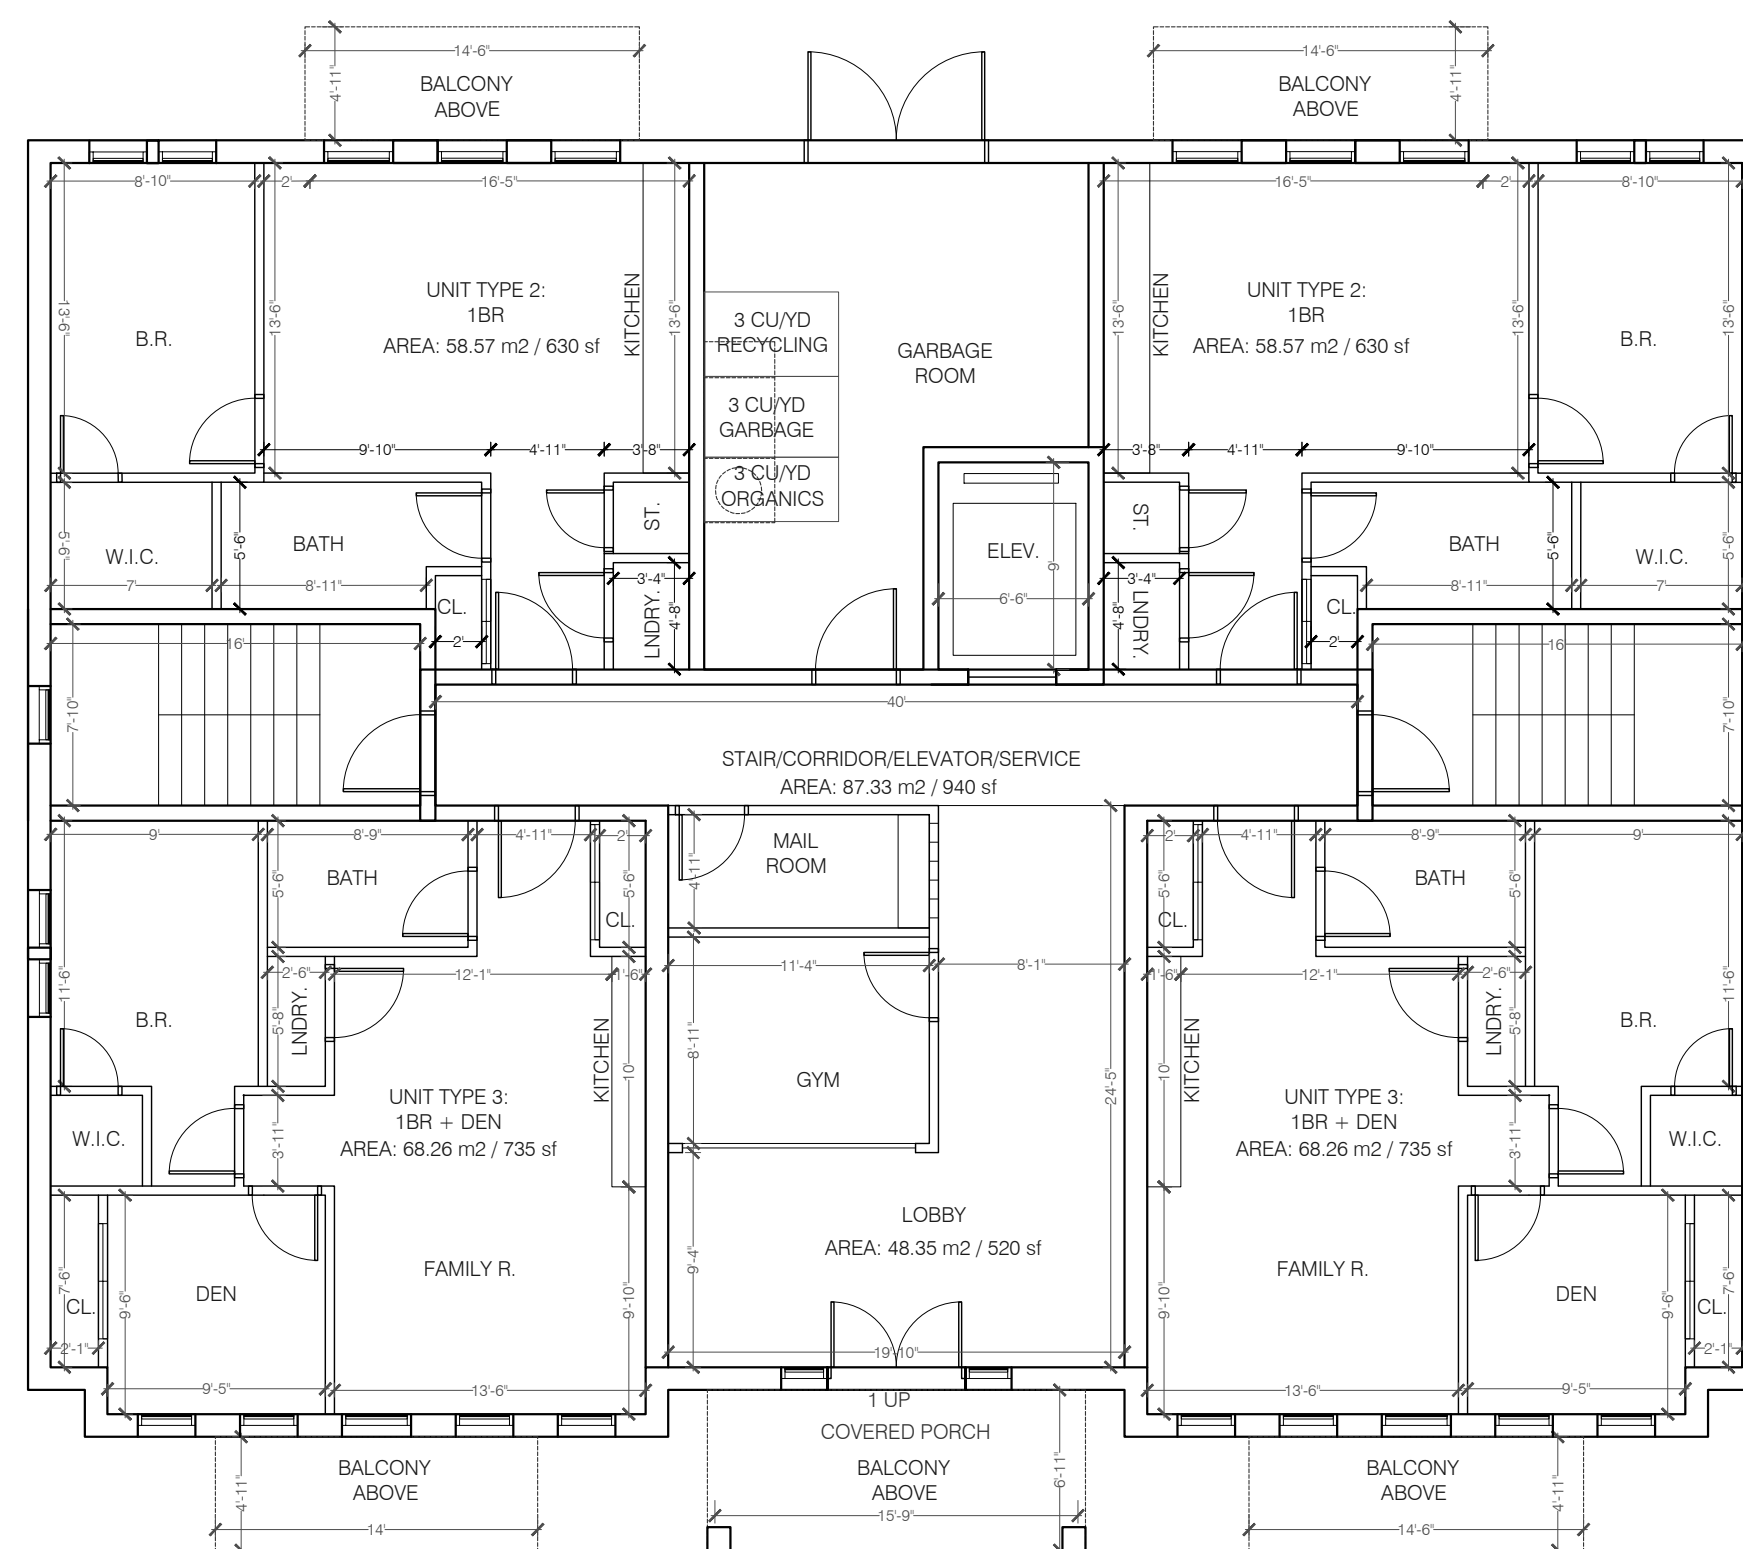 14'-6"
14'-6"
4'-11"
4'-11"
BALCONY
ABOVE
BALCONY
ABOVE
8'-10"
2'
16'-5"
16'-5"
2'
8'-10"
13'-6"
13'-6"
13'-6"
13'-6"
13'-6"
13'-6"
UNIT TYPE 2:
1BR
AREA: 58.57 m2 / 630 sf
KITCHEN
B.R.
3 CU/YD
RECYCLING
3 CU/YD
GARBAGE
3 CU/YD
ORGANICS
GARBAGE
ROOM
KITCHEN
UNIT TYPE 2:
1BR
AREA: 58.57 m2 / 630 sf
B.R.
9'-10"
4'-11"
3'-8"
3'-8"
4'-11"
9'-10"
5'-6"
W.I.C.
5'-6"
BATH
ST.
ELEV.
9'
ST.
BATH
5'-6"
W.I.C.
5'-6"
7'
8'-11"
CL.
2'
3'-4"
LNDRY.
4'-8"
6'-6"
3'-4"
4'-8"
LNDRY.
CL.
2'
8'-11"
7'
16'
16'
7'-10"
7'-10"
40'
STAIR/CORRIDOR/ELEVATOR/SERVICE
AREA: 87.33 m2 / 940 sf
9'
8'-9"
4'-11"
2'
MAIL
ROOM
2'
4'-11"
8'-9"
9'
5'-6"
BATH
5'-6"
CL.
4'-11"
5'-6"
CL.
BATH
5'-6"
11'-6"
2'-6"
12'-1"
1'-6"
11'-4"
8'-1"
1'-6"
12'-1"
2'-6"
11'-6"
B.R.
5'-8"
LNDRY.
KITCHEN
10'
8'-11"
GYM
24'-5"
10'
KITCHEN
LNDRY.
5'-8"
B.R.
UNIT TYPE 3:
1BR + DEN
AREA: 68.26 m2 / 735 sf
UNIT TYPE 3:
1BR + DEN
AREA: 68.26 m2 / 735 sf
W.I.C.
3'-11"
3'-11"
W.I.C.
LOBBY
AREA: 48.35 m2 / 520 sf
7'-6"
CL.
9'-6"
DEN
FAMILY R.
9'-10"
9'-4"
9'-10"
FAMILY R.
DEN
9'-6"
CL.
7'-6"
2'-1"
19'-10"
2'-1"
9'-5"
13'-6"
13'-6"
9'-5"
1 UP
COVERED PORCH
BALCONY
ABOVE
BALCONY
ABOVE
BALCONY
ABOVE
4'-11"
6'-11"
4'-11"
14'
15'-9"
14'-6"